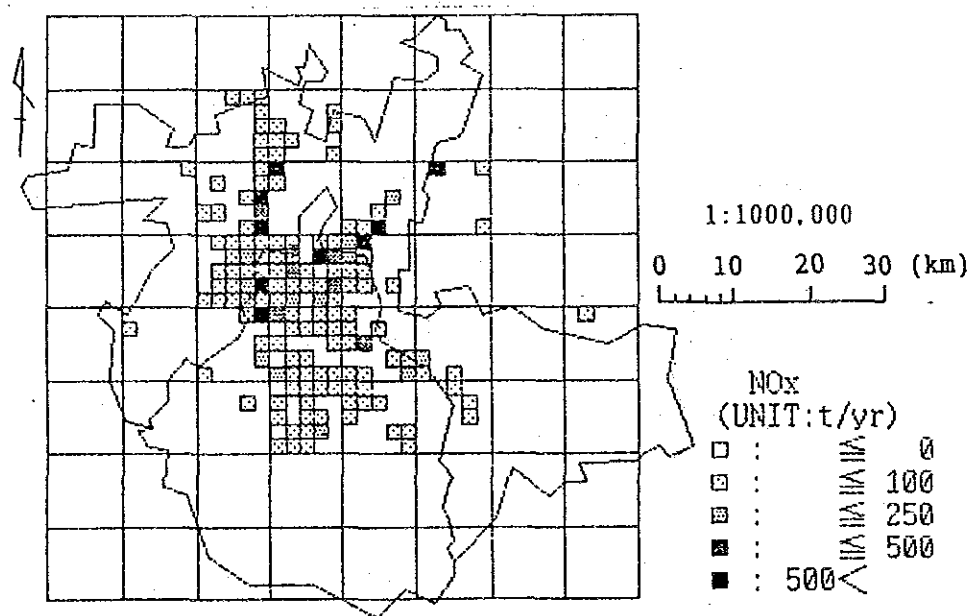 1:1000,000
0 10 20 30 (km)
NOx
(UNIT:t/yr)
□ : ≦ 0
: ≦ 100
: ≦ 250
: ≦ 500
■ : 500<